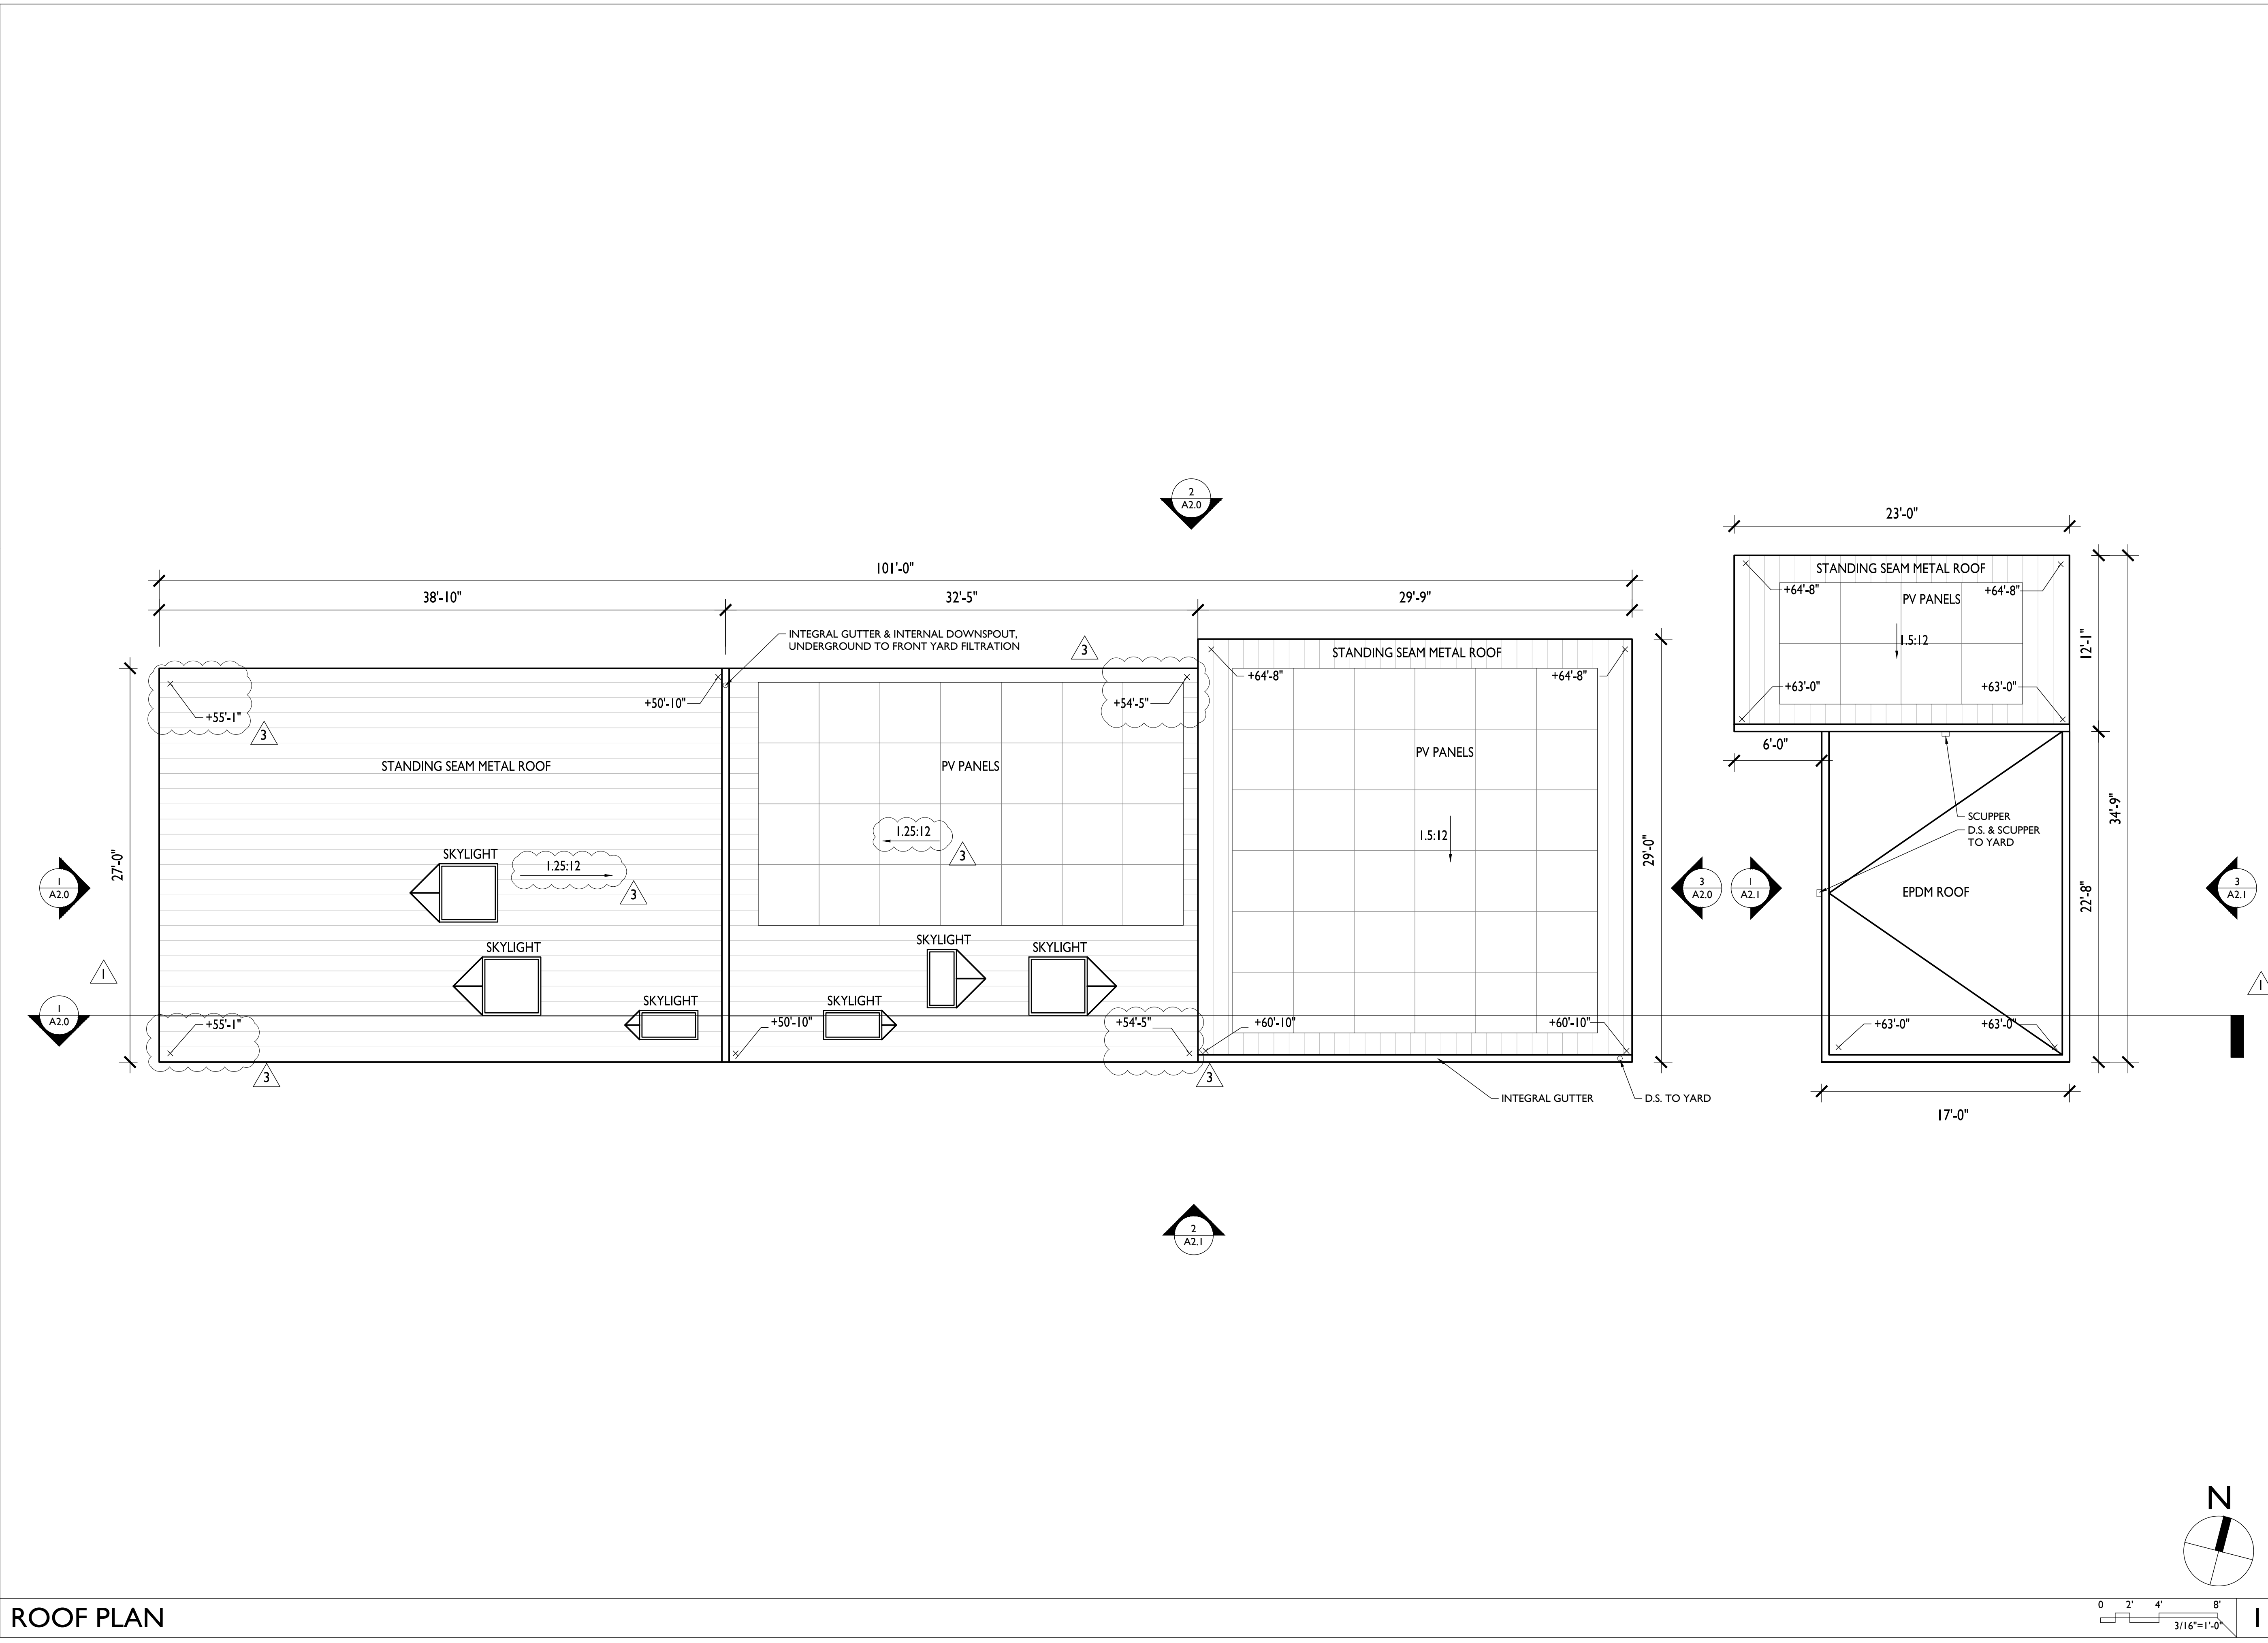 2
A2.0
23'-0"
101'-0"
38'-10"
32'-5"
29'-9"
STANDING SEAM METAL ROOF
+64'-8"
+64'-8"
PV PANELS
1.5:12
12'-1"
+63'-0"
+63'-0"
INTEGRAL GUTTER & INTERNAL DOWNSPOUT,
UNDERGROUND TO FRONT YARD FILTRATION
3
STANDING SEAM METAL ROOF
+64'-8"
+64'-8"
+55'-1"
3
+50'-10"
+54'-5"
6'-0"
STANDING SEAM METAL ROOF
PV PANELS
PV PANELS
34'-9"
SCUPPER
D.S. & SCUPPER
TO YARD
1.25:12
3
1.5:12
27'-0"
29'-0"
SKYLIGHT
1.25:12
3
1
A2.0
3
A2.0
1
A2.1
EPDM ROOF
22'-8"
3
A2.1
SKYLIGHT
SKYLIGHT
SKYLIGHT
1
1
1
A2.0
SKYLIGHT
SKYLIGHT
+55'-1"
+50'-10"
+54'-5"
+60'-10"
+60'-10"
+63'-0"
+63'-0"
3
3
INTEGRAL GUTTER
D.S. TO YARD
17'-0"
2
A2.1
N
ROOF PLAN
0 2' 4' 8'
3/16"=1'-0"
1